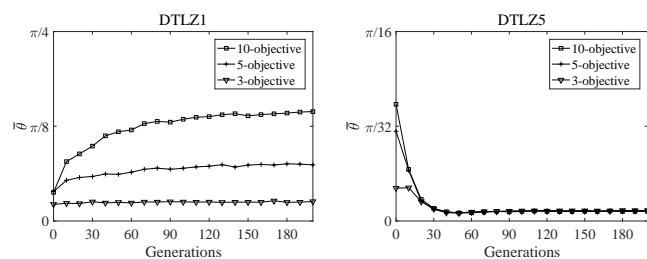 DTLZ1
π/4
10-objective
5-objective
3-objective
θ̅
π/8
0
0 30 60 90 120 150 180
Generations
DTLZ5
π/16
10-objective
5-objective
3-objective
θ̅
π/32
0
0 30 60 90 120 150 180
Generations